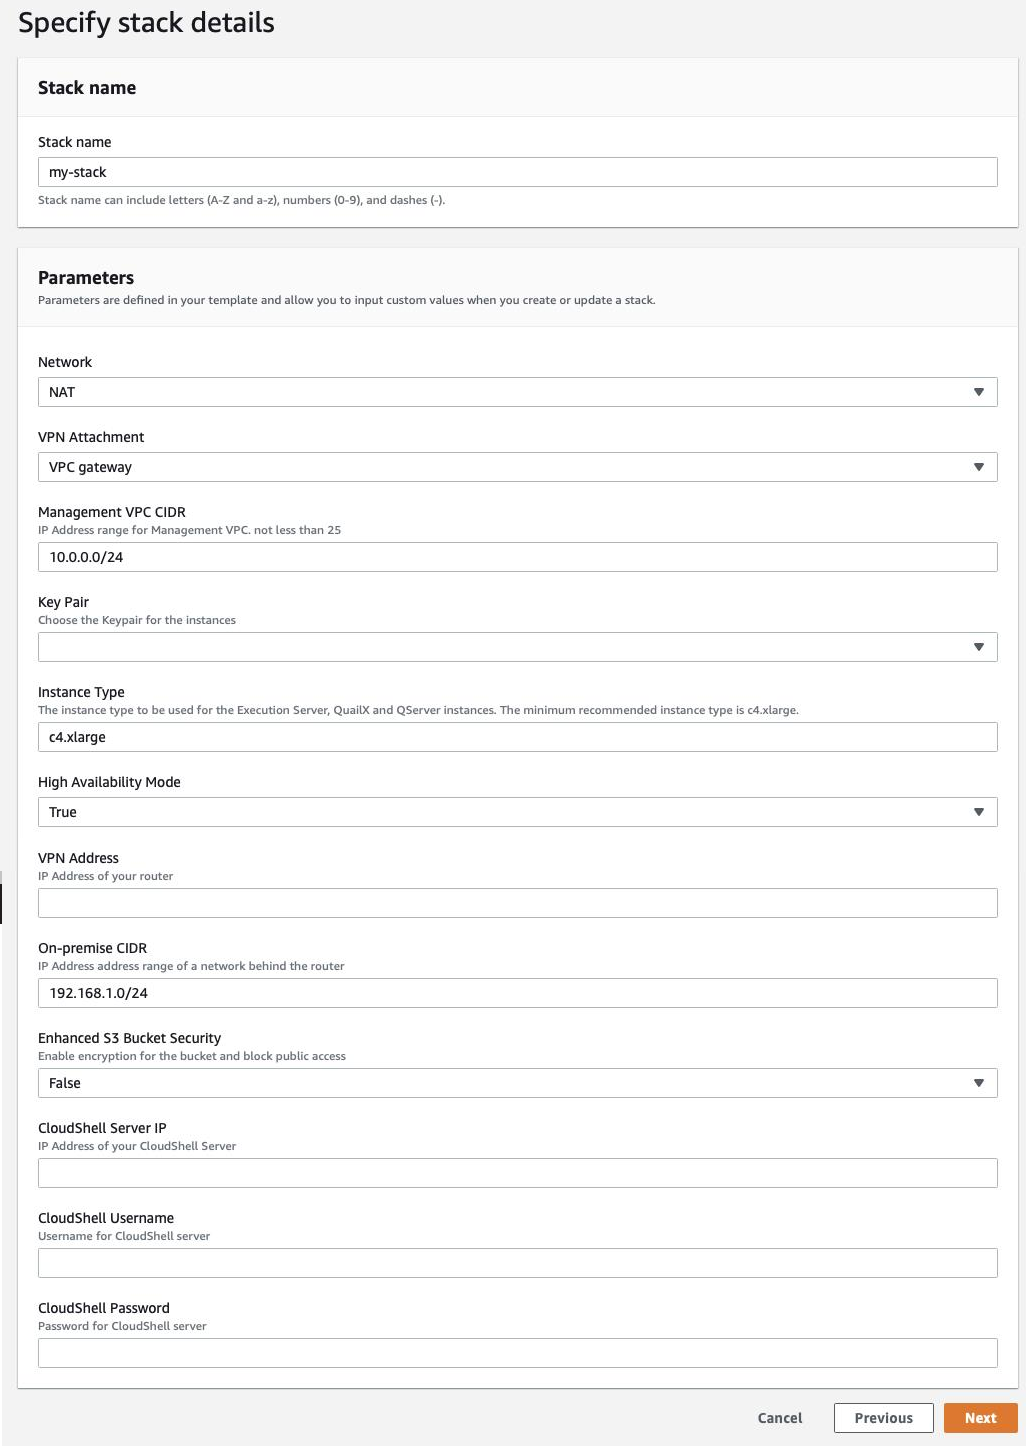 Specify stack details
Stack name
Stack name
my-stack
Stack name can include letters (A-Z and a-z), numbers (0-9), and dashes (-).
Parameters
Parameters are defined in your template and allow you to input custom values when you create or update a stack.
Network
NAT
VPN Attachment
VPC gateway
Management VPC CIDR
IP Address range for Management VPC. not less than 25
10.0.0.0/24
Key Pair
Choose the Keypair for the instances
Instance Type
The instance type to be used for the Execution Server, QuailX and QServer instances. The minimum recommended instance type is c4.xlarge.
c4.xlarge
High Availability Mode
True
VPN Address
IP Address of your router
On-premise CIDR
IP Address address range of a network behind the router
192.168.1.0/24
Enhanced S3 Bucket Security
Enable encryption for the bucket and block public access
False
CloudShell Server IP
IP Address of your CloudShell Server
CloudShell Username
Username for CloudShell server
CloudShell Password
Password for CloudShell server
Cancel Previous Next